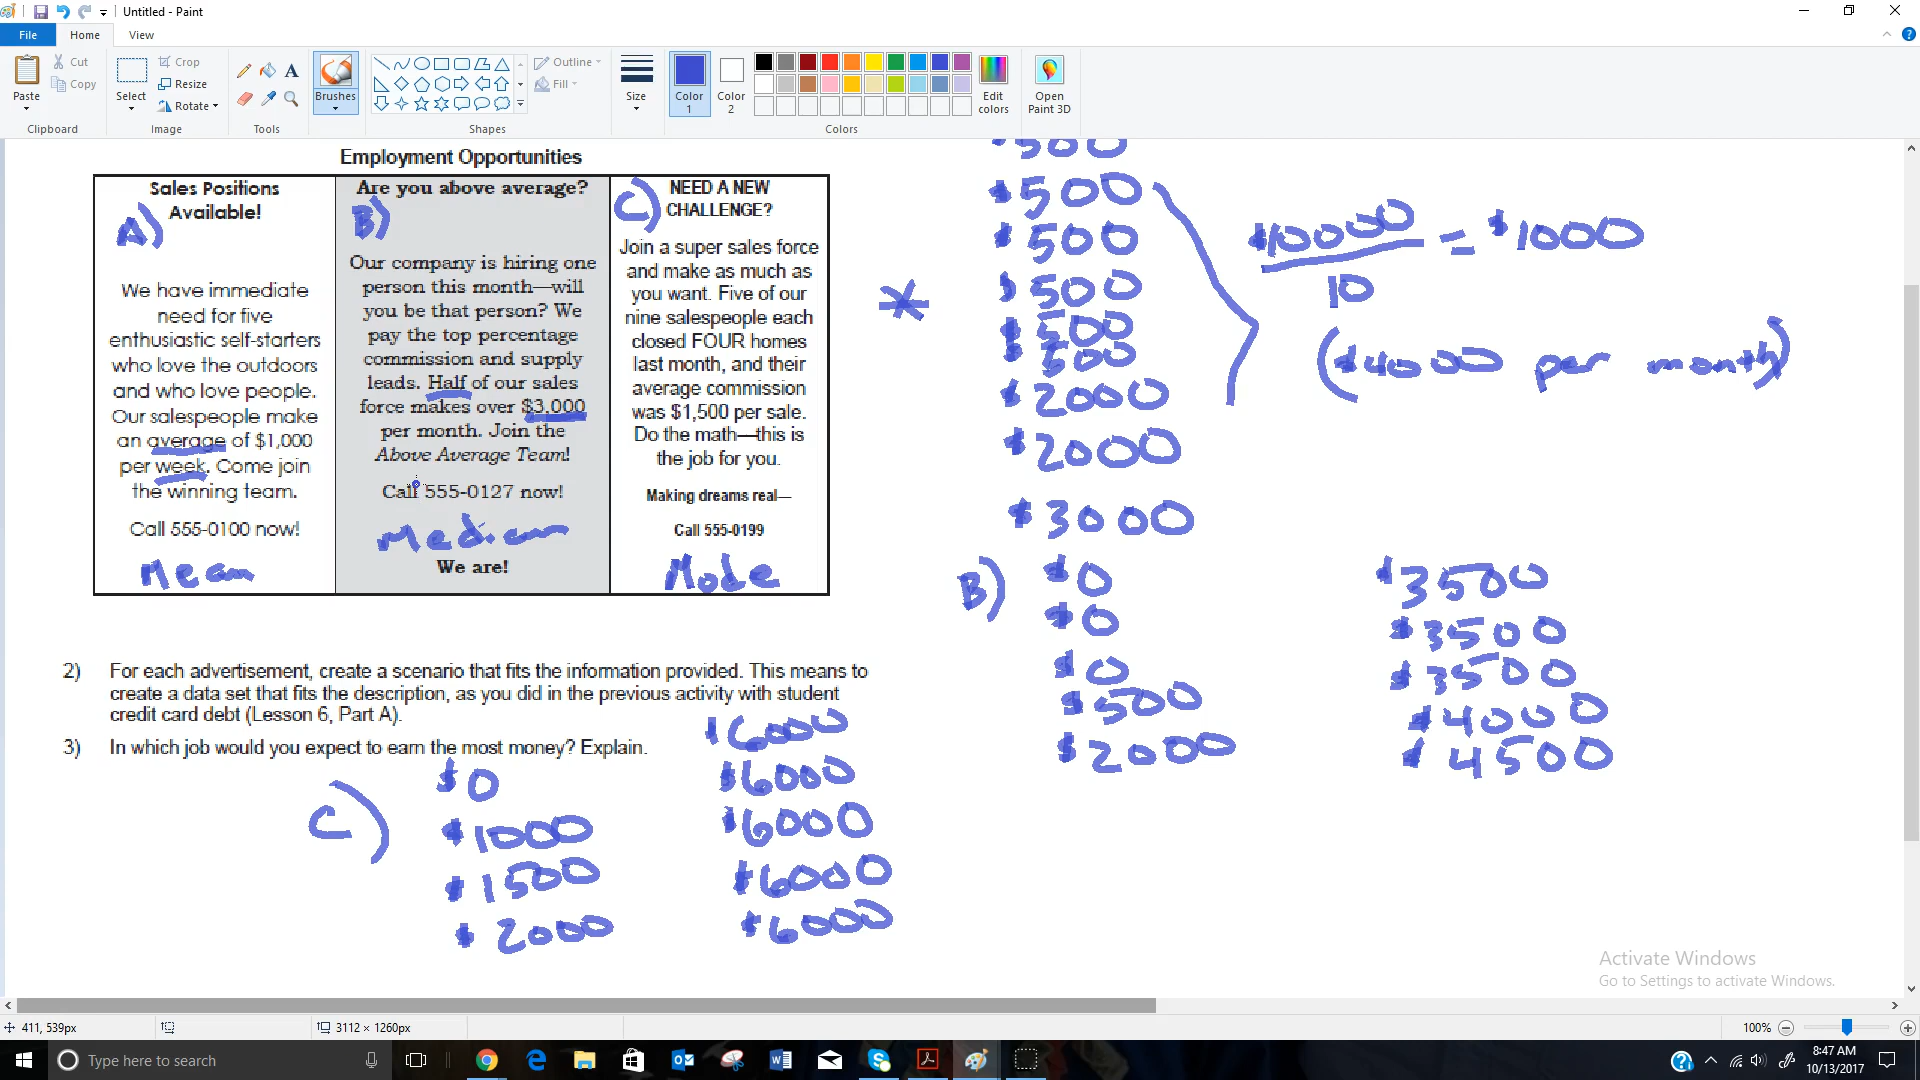 Untitled - Paint
File
Home
View
Paste
Cut
Copy
Clipboard
Select
Crop
Resize
Rotate
Image
A
Tools
Brushes
Shapes
Outline
Fill
Size
Color
1
Color
2
Edit
colors
Open
Paint 3D
Colors
Employment Opportunities
Sales Positions
Available!
A)
We have immediate
need for five
enthusiastic self-starters
who love the outdoors
and who love people.
Our salespeople make
an average of $1,000
per week. Come join
the winning team.
Call 555-0100 now!
Mean
Are you above average?
B)
Our company is hiring one
person this month—will
you be that person? We
pay the top percentage
commission and supply
leads. Half of our sales
force makes over $3,000
per month. Join the
Above Average Team!
Call 555-0127 now!
Median
We are!
C)
NEED A NEW
CHALLENGE?
Join a super sales force
and make as much as
you want. Five of our
nine salespeople each
closed FOUR homes
last month, and their
average commission
was $1,500 per sale.
Do the math—this is
the job for you.
Making dreams real—
Call 555-0199
Mode
$500
$500
$500
$500
$500
$500
$2000
$2000
$3000
*
$10000
10
= $1000
($4000 per month)
B)
$0
$0
$0
$500
$2000
$3500
$3500
$3500
$4000
$4500
2) For each advertisement, create a scenario that fits the information provided. This means to
create a data set that fits the description, as you did in the previous activity with student
credit card debt (Lesson 6, Part A).
3) In which job would you expect to earn the most money? Explain.
C)
$0
$1000
$1500
$2000
$6000
$6000
$6000
$6000
$6000
Activate Windows
Go to Settings to activate Windows.
411, 539px
3112 × 1260px
100%
Type here to search
8:47 AM
10/13/2017